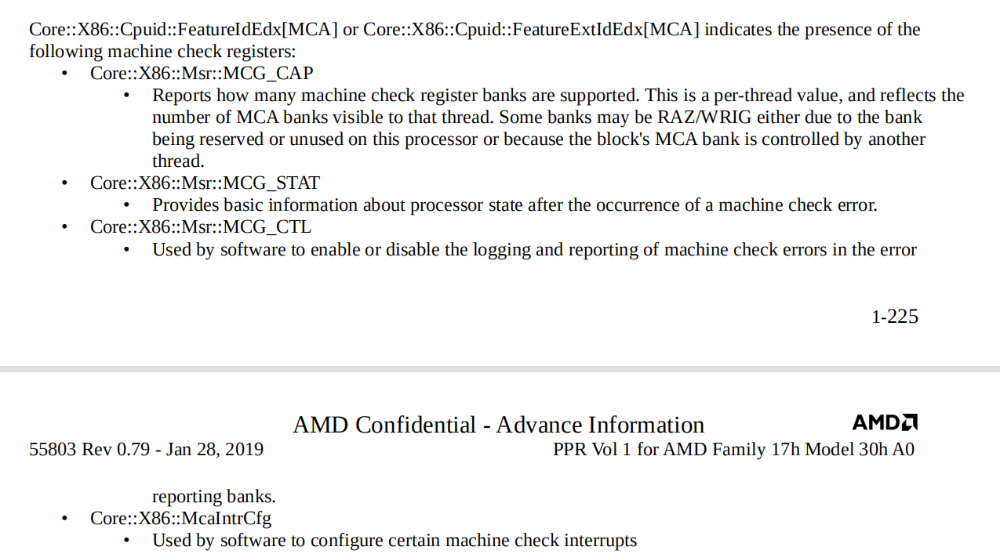 Core::X86::Cpuid::FeatureIdEdx[MCA] or Core::X86::Cpuid::FeatureExtIdEdx[MCA] indicates the presence of the
following machine check registers:
• Core::X86::Msr::MCG_CAP
• Reports how many machine check register banks are supported. This is a per-thread value, and reflects the
number of MCA banks visible to that thread. Some banks may be RAZ/WRIG either due to the bank
being reserved or unused on this processor or because the block's MCA bank is controlled by another
thread.
• Core::X86::Msr::MCG_STAT
• Provides basic information about processor state after the occurrence of a machine check error.
• Core::X86::Msr::MCG_CTL
• Used by software to enable or disable the logging and reporting of machine check errors in the error
1-225
AMD Confidential - Advance Information AMD
55803 Rev 0.79 - Jan 28, 2019 PPR Vol 1 for AMD Family 17h Model 30h A0
reporting banks.
• Core::X86::McaIntrCfg
• Used by software to configure certain machine check interrupts